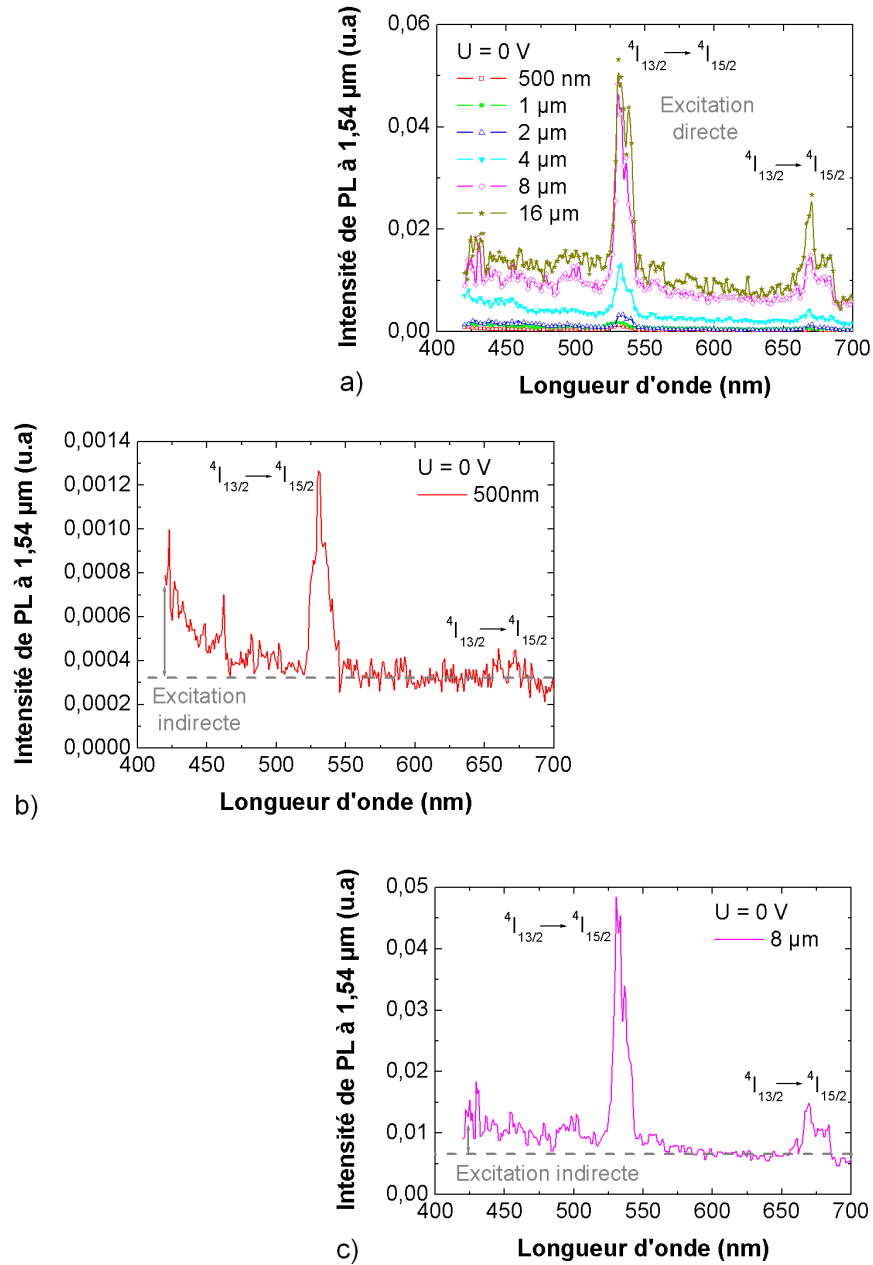 0,06
0,04
0,02
0,00
Intensité de PL à 1,54 µm (u.a)
U = 0 V
500 nm
1 µm
2 µm
4 µm
8 µm
16 µm
4I13/2 → 4I15/2
Excitation
directe
4I13/2 → 4I15/2
400 450 500 550 600 650 700
Longueur d'onde (nm)
a)
0,0014
0,0012
0,0010
0,0008
0,0006
0,0004
0,0002
0,0000
Intensité de PL à 1,54 µm (u.a)
4I13/2 → 4I15/2
U = 0 V
500nm
4I13/2 → 4I15/2
Excitation
indirecte
400 450 500 550 600 650 700
Longueur d'onde (nm)
b)
0,05
0,04
0,03
0,02
0,01
0,00
Intensité de PL à 1,54 µm (u.a)
4I13/2 → 4I15/2
U = 0 V
8 µm
4I13/2 → 4I15/2
Excitation indirecte
400 450 500 550 600 650 700
Longueur d'onde (nm)
c)